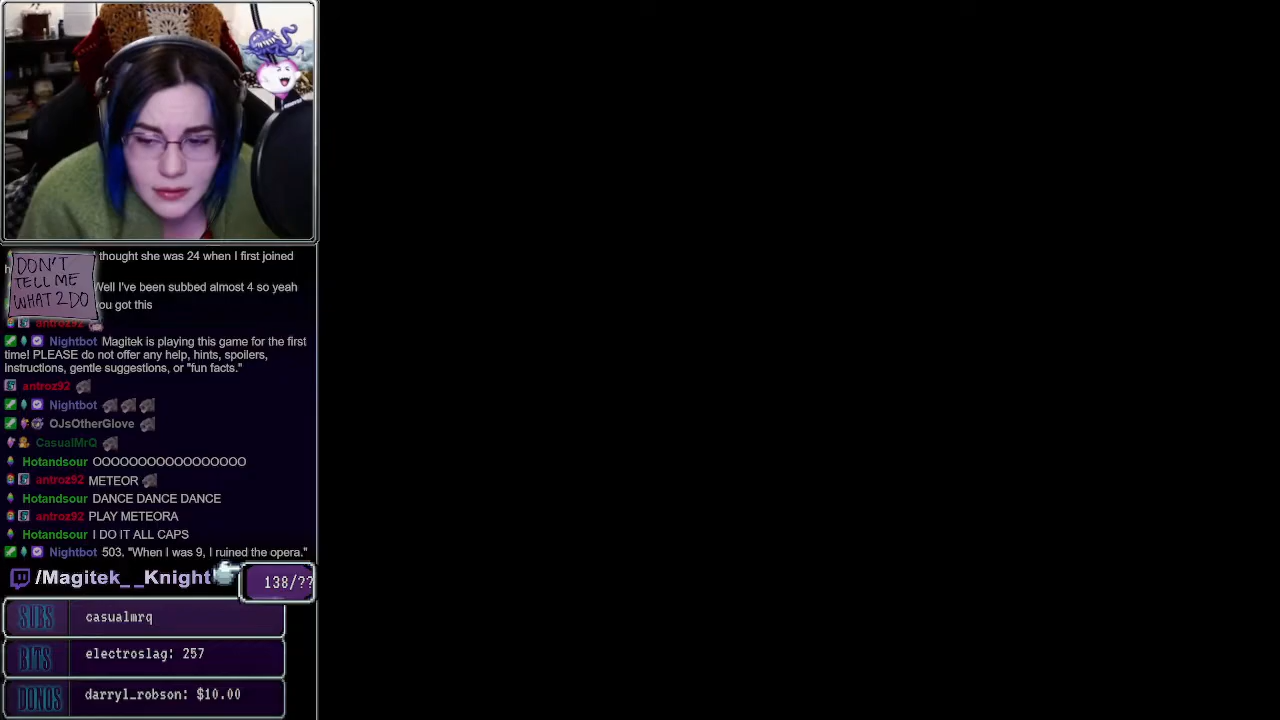 thought she was 24 when I first joined
h
DON'T
TELL ME
WHAT 2 DO
Well I've been subbed almost 4 so yeah
you got this
antroz92
Nightbot Magitek is playing this game for the first
time! PLEASE do not offer any help, hints, spoilers,
instructions, gentle suggestions, or "fun facts."
antroz92
Nightbot
OJsOtherGlove
CasualMrQ
Hotandsour OOOOOOOOOOOOOOOOO
antroz92 METEOR
Hotandsour DANCE DANCE DANCE
antroz92 PLAY METEORA
Hotandsour I DO IT ALL CAPS
Nightbot 503. "When I was 9, I ruined the opera."
/Magitek__Knight
138/??
SUBS casualmrq
BITS electroslag: 257
DONOS darryl_robson: $10.00